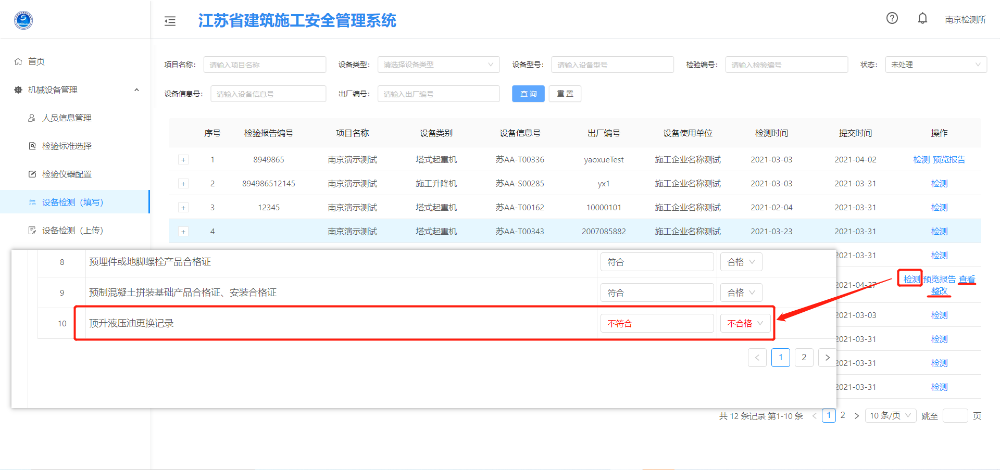 江苏省建筑施工安全管理系统
南京检测所
首页
机械设备管理
人员信息管理
检验标准选择
检验仪器配置
设备检测（填写）
设备检测（上传）
项目名称： 请输入项目名称 设备类型： 请选择设备类型 设备型号： 请输入设备型号 检验编号： 请输入检验编号 状态： 未处理
设备信息号： 请输入设备信息号 出厂编号： 请输入出厂编号 查 询 重 置
序号 检验报告编号 项目名称 设备类别 设备信息号 出厂编号 设备使用单位 检测时间 提交时间 操作
+ 1 8949865 南京演示测试 塔式起重机 苏AA-T00336 yaoxueTest 施工企业名称测试 2021-03-03 2021-04-02 检测 预览报告
+ 2 894986512145 南京演示测试 施工升降机 苏AA-S00285 yx1 施工企业名称测试 2021-03-03 2021-03-31 检测
+ 3 12345 南京演示测试 塔式起重机 苏AA-T00162 10000101 施工企业名称测试 2021-02-04 2021-03-31 检测
+ 4 南京演示测试 塔式起重机 苏AA-T00343 2007085882 施工企业名称测试 2021-03-23 2021-03-31 检测
2021-03-31 检测
2021-04-27 检测 预览报告 查看
整改
2021-03-03 检测
2021-03-31 检测
2021-03-31 检测
2021-03-31 检测
8 预埋件或地脚螺栓产品合格证 符合 合格
9 预制混凝土拼装基础产品合格证、安装合格证 符合 合格
10 顶升液压油更换记录 不符合 不合格
< 1 2 >
共 12 条记录 第1-10 条 < 1 2 > 10 条/页 跳至 页